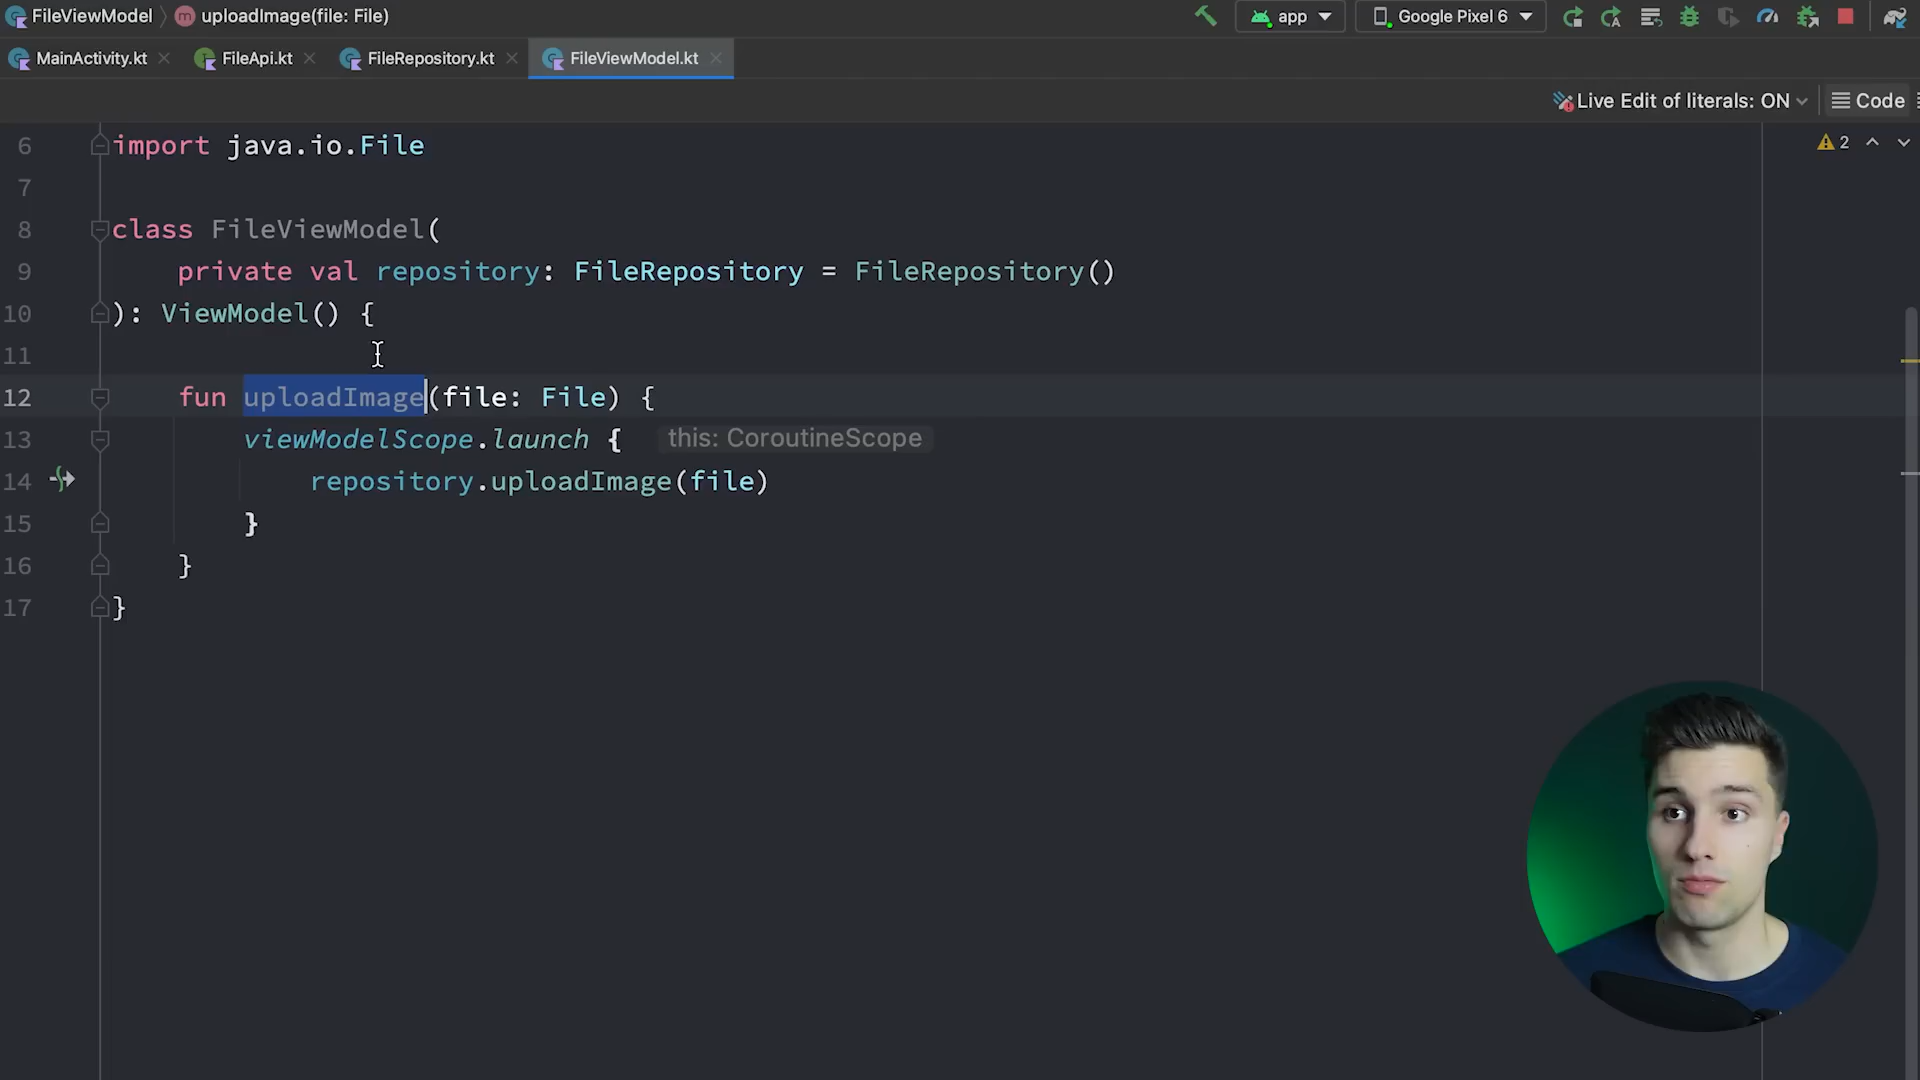 FileViewModel uploadImage(file: File) app Google Pixel 6
MainActivity.kt FileApi.kt FileRepository.kt FileViewModel.kt
Live Edit of literals: ON Code
6 import java.io.File
2
7
8 class FileViewModel(
9 private val repository: FileRepository = FileRepository()
10 ): ViewModel() {
11
12 fun uploadImage(file: File) {
13 viewModelScope.launch { this: CoroutineScope
14 repository.uploadImage(file)
15 }
16 }
17 }